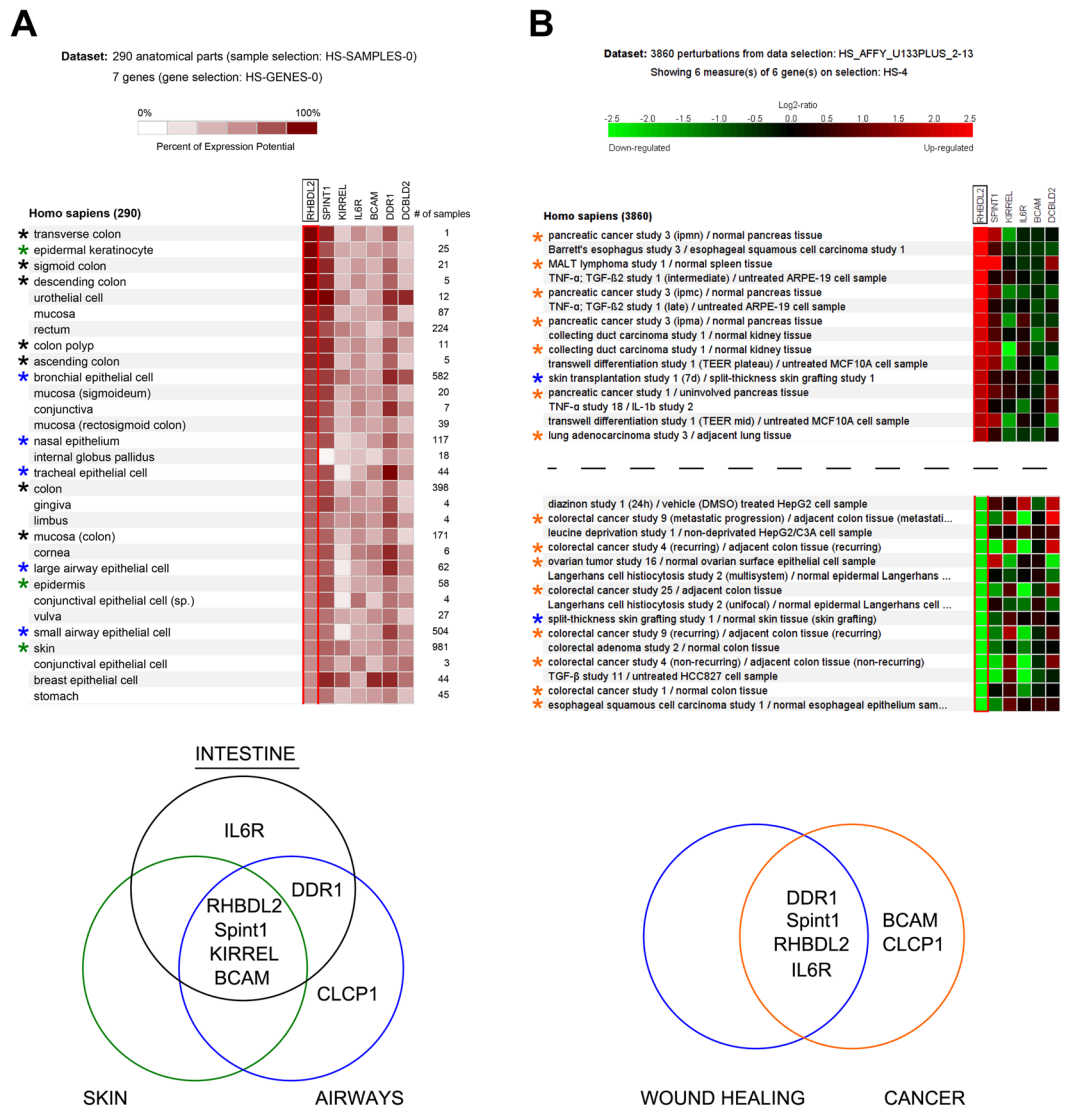 A
Dataset: 290 anatomical parts (sample selection: HS-SAMPLES-0)
7 genes (gene selection: HS-GENES-0)
0% 100%
Percent of Expression Potential
RHBDL2 SPINT1 KIRREL IL6R BCAM DDR1 DCBLD2
Homo sapiens (290) # of samples
* transverse colon 1
* epidermal keratinocyte 25
* sigmoid colon 21
* descending colon 5
urothelial cell 12
mucosa 87
rectum 224
* colon polyp 11
* ascending colon 5
* bronchial epithelial cell 582
mucosa (sigmoideum) 20
conjunctiva 7
mucosa (rectosigmoid colon) 39
* nasal epithelium 117
internal globus pallidus 18
* tracheal epithelial cell 44
* colon 398
gingiva 4
limbus 4
* mucosa (colon) 171
cornea 6
* large airway epithelial cell 62
* epidermis 58
conjunctival epithelial cell (sp.) 4
vulva 27
* small airway epithelial cell 504
* skin 981
conjunctival epithelial cell 3
breast epithelial cell 44
stomach 45
INTESTINE
IL6R
DDR1
RHBDL2
Spint1
KIRREL
BCAM
CLCP1
SKIN AIRWAYS
B
Dataset: 3860 perturbations from data selection: HS_AFFY_U133PLUS_2-13
Showing 6 measure(s) of 6 gene(s) on selection: HS-4
Log2-ratio
-2.5 -2.0 -1.5 -1.0 -0.5 0.0 0.5 1.0 1.5 2.0 2.5
Down-regulated Up-regulated
RHBDL2 SPINT1 KIRREL IL6R BCAM DCBLD2
Homo sapiens (3860)
* pancreatic cancer study 3 (ipmn) / normal pancreas tissue
Barrett's esophagus study 3 / esophageal squamous cell carcinoma study 1
* MALT lymphoma study 1 / normal spleen tissue
TNF-α; TGF-ß2 study 1 (intermediate) / untreated ARPE-19 cell sample
* pancreatic cancer study 3 (ipmc) / normal pancreas tissue
TNF-α; TGF-ß2 study 1 (late) / untreated ARPE-19 cell sample
* pancreatic cancer study 3 (ipma) / normal pancreas tissue
collecting duct carcinoma study 1 / normal kidney tissue
* collecting duct carcinoma study 1 / normal kidney tissue
transwell differentiation study 1 (TEER plateau) / untreated MCF10A cell sample
* skin transplantation study 1 (7d) / split-thickness skin grafting study 1
* pancreatic cancer study 1 / uninvolved pancreas tissue
TNF-α study 18 / IL-1b study 2
transwell differentiation study 1 (TEER mid) / untreated MCF10A cell sample
* lung adenocarcinoma study 3 / adjacent lung tissue
diazinon study 1 (24h) / vehicle (DMSO) treated HepG2 cell sample
* colorectal cancer study 9 (metastatic progression) / adjacent colon tissue (metastati...
leucine deprivation study 1 / non-deprivated HepG2/C3A cell sample
* colorectal cancer study 4 (recurring) / adjacent colon tissue (recurring)
* ovarian tumor study 16 / normal ovarian surface epithelial cell sample
Langerhans cell histiocytosis study 2 (multisystem) / normal epidermal Langerhans ...
* colorectal cancer study 25 / adjacent colon tissue
Langerhans cell histiocytosis study 2 (unifocal) / normal epidermal Langerhans cell ...
* split-thickness skin grafting study 1 / normal skin tissue (skin grafting)
* colorectal cancer study 9 (recurring) / adjacent colon tissue (recurring)
colorectal adenoma study 2 / normal colon tissue
* colorectal cancer study 4 (non-recurring) / adjacent colon tissue (non-recurring)
TGF-β study 11 / untreated HCC827 cell sample
* colorectal cancer study 1 / normal colon tissue
* esophageal squamous cell carcinoma study 1 / normal esophageal epithelium sam...
DDR1
Spint1
RHBDL2
IL6R
BCAM
CLCP1
WOUND HEALING CANCER